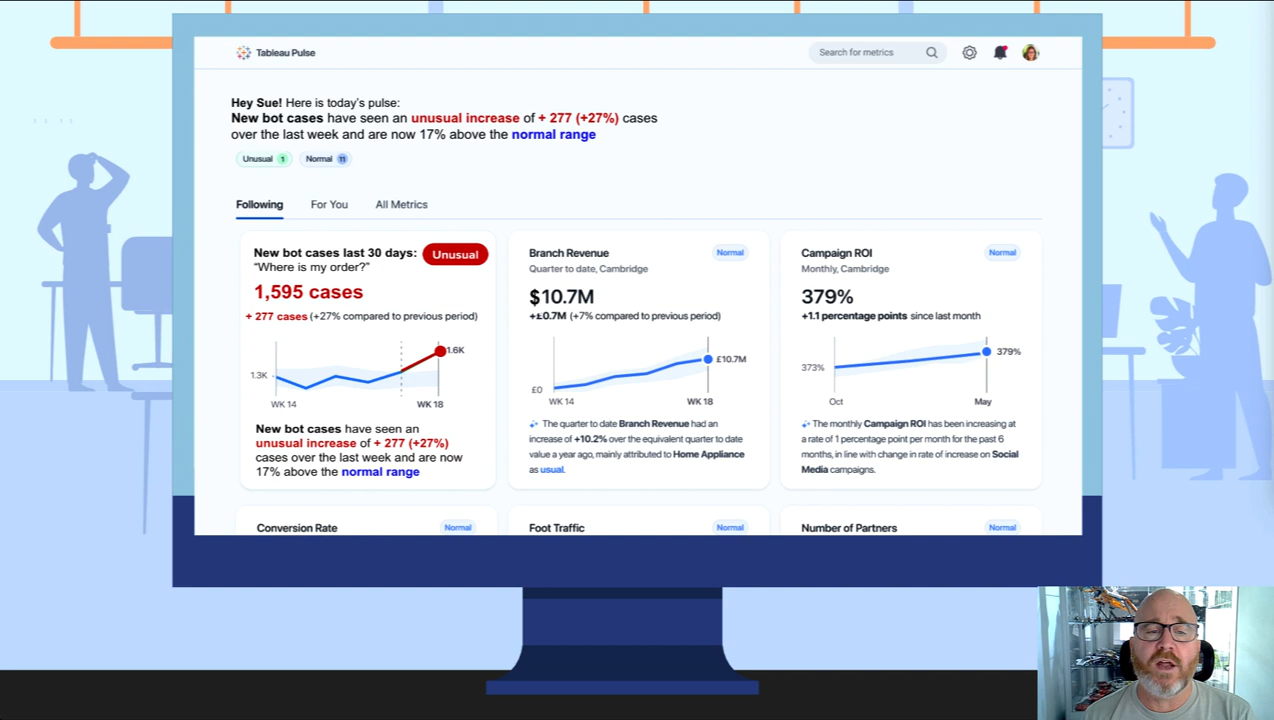 Tableau Pulse
Search for metrics
Hey Sue! Here is today's pulse:
New bot cases have seen an unusual increase of + 277 (+27%) cases
over the last week and are now 17% above the normal range
Unusual 1 Normal 11
Following For You All Metrics
New bot cases last 30 days:
Unusual
"Where is my order?"
1,595 cases
+ 277 cases (+27% compared to previous period)
1.6K
1.3K
WK 14 WK 18
New bot cases have seen an
unusual increase of + 277 (+27%)
cases over the last week and are now
17% above the normal range
Branch Revenue
Normal
Quarter to date, Cambridge
$10.7M
+£0.7M (+7% compared to previous period)
£10.7M
£0
WK 14 WK 18
The quarter to date Branch Revenue had an
increase of +10.2% over the equivalent quarter to date
value a year ago, mainly attributed to Home Appliance
as usual.
Campaign ROI
Normal
Monthly, Cambridge
379%
+1.1 percentage points since last month
379%
373%
Oct May
The monthly Campaign ROI has been increasing at
a rate of 1 percentage point per month for the past 6
months, in line with change in rate of increase on Social
Media campaigns.
Conversion Rate Normal
Foot Traffic Normal
Number of Partners Normal